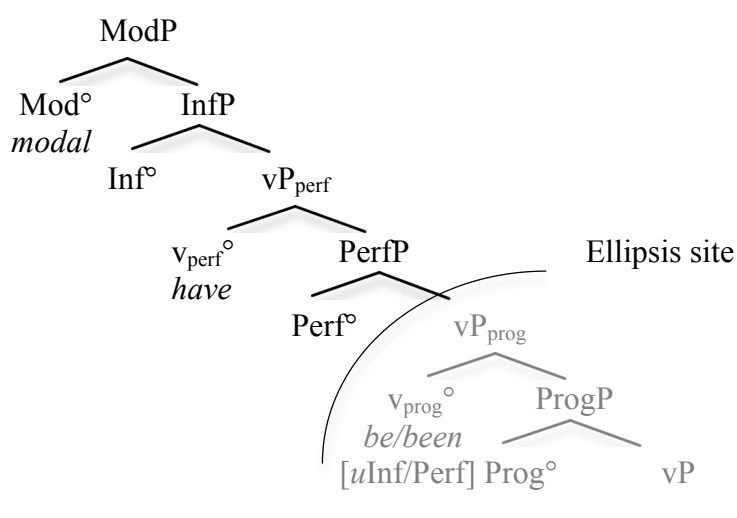 ModP
Mod° InfP
modal
Inf° vPperf
vperf° PerfP Ellipsis site
have
Perf° vPprog
vprog° ProgP
be/been
[uInf/Perf] Prog° vP